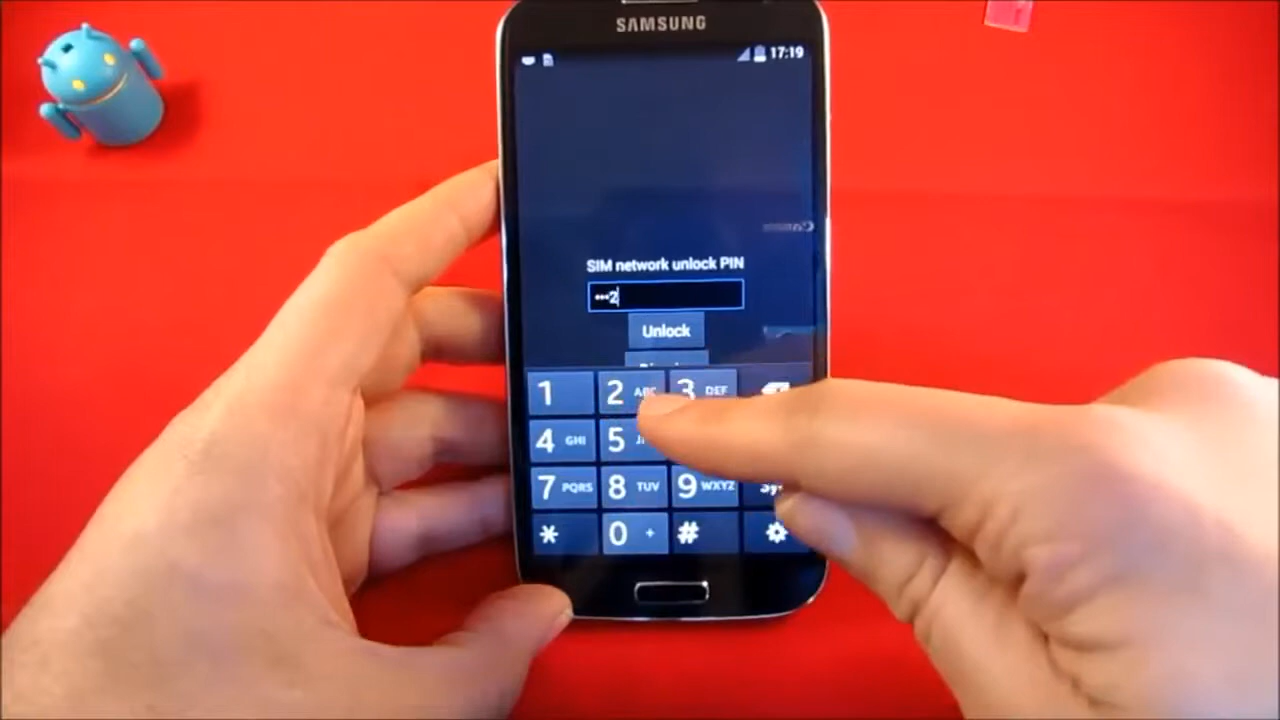 SAMSUNG
17:19
SIM network unlock PIN
•••2
Unlock
1 2 ABC 3 DEF
4 GHI 5
7 PQRS 8 TUV 9 WXYZ
* 0 + #